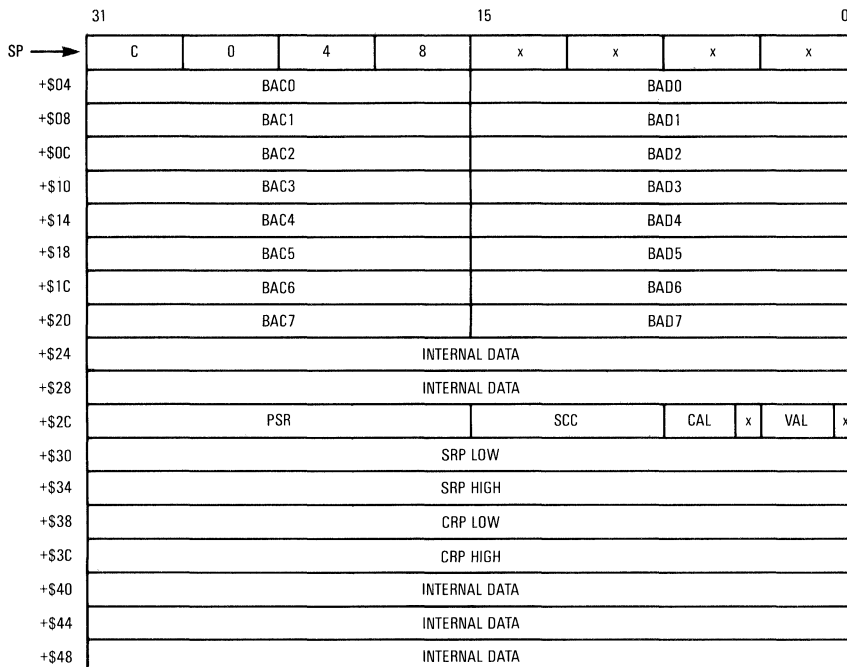 31 15 0
SP C 0 4 8 x x x x
+$04 BAC0 BAD0
+$08 BAC1 BAD1
+$0C BAC2 BAD2
+$10 BAC3 BAD3
+$14 BAC4 BAD4
+$18 BAC5 BAD5
+$1C BAC6 BAD6
+$20 BAC7 BAD7
+$24 INTERNAL DATA
+$28 INTERNAL DATA
+$2C PSR SCC CAL x VAL x
+$30 SRP LOW
+$34 SRP HIGH
+$38 CRP LOW
+$3C CRP HIGH
+$40 INTERNAL DATA
+$44 INTERNAL DATA
+$48 INTERNAL DATA